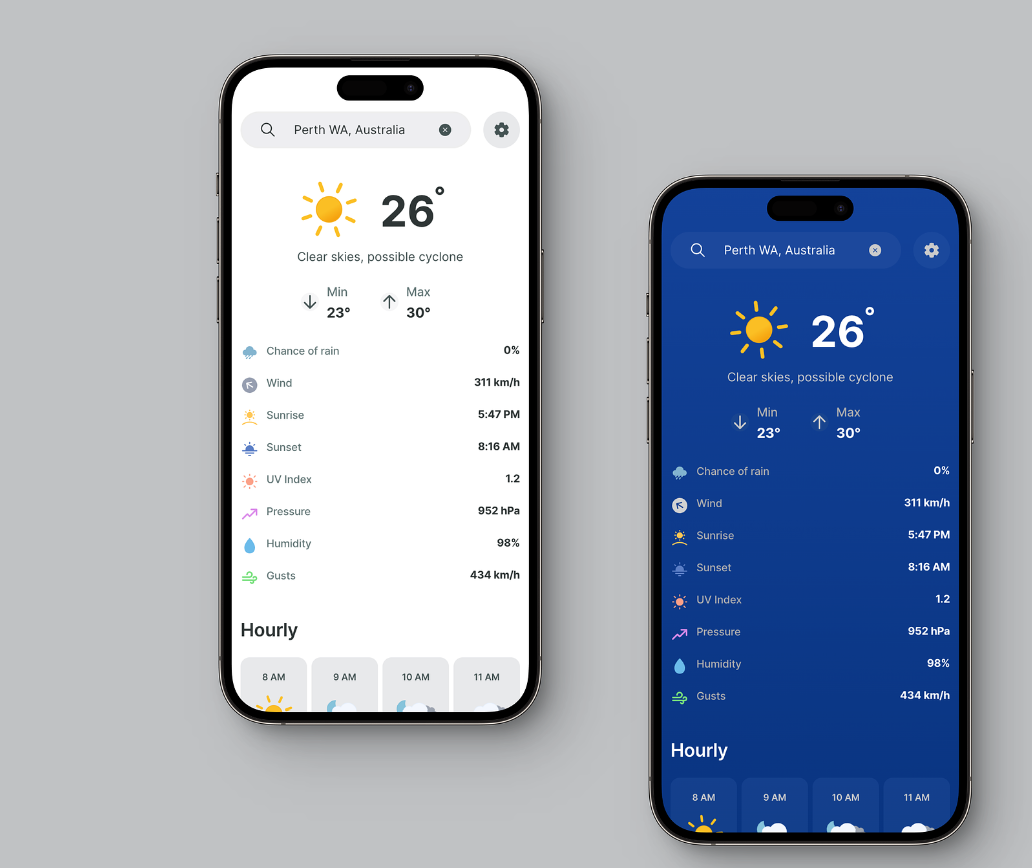 Perth WA, Australia
26°
Clear skies, possible cyclone
Min Max
23° 30°
Chance of rain 0%
Wind 311 km/h
Sunrise 5:47 PM
Sunset 8:16 AM
UV Index 1.2
Pressure 952 hPa
Humidity 98%
Gusts 434 km/h
Hourly
8 AM 9 AM 10 AM 11 AM
Perth WA, Australia
26°
Clear skies, possible cyclone
Min Max
23° 30°
Chance of rain 0%
Wind 311 km/h
Sunrise 5:47 PM
Sunset 8:16 AM
UV Index 1.2
Pressure 952 hPa
Humidity 98%
Gusts 434 km/h
Hourly
8 AM 9 AM 10 AM 11 AM